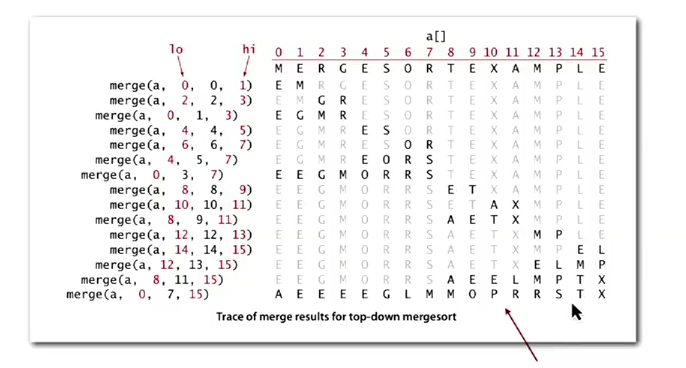 a[]
lo hi 0 1 2 3 4 5 6 7 8 9 10 11 12 13 14 15
M E R G E S O R T E X A M P L E
merge(a, 0, 0, 1) E M R G E S O R T E X A M P L E
merge(a, 2, 2, 3) E M G R E S O R T E X A M P L E
merge(a, 0, 1, 3) E G M R E S O R T E X A M P L E
merge(a, 4, 4, 5) E G M R E S O R T E X A M P L E
merge(a, 6, 6, 7) E G M R E S O R T E X A M P L E
merge(a, 4, 5, 7) E G M R E O R S T E X A M P L E
merge(a, 0, 3, 7) E E G M O R R S T E X A M P L E
merge(a, 8, 8, 9) E E G M O R R S E T X A M P L E
merge(a, 10, 10, 11) E E G M O R R S E T A X M P L E
merge(a, 8, 9, 11) E E G M O R R S A E T X M P L E
merge(a, 12, 12, 13) E E G M O R R S A E T X M P L E
merge(a, 14, 14, 15) E E G M O R R S A E T X M P E L
merge(a, 12, 13, 15) E E G M O R R S A E T X E L M P
merge(a, 8, 11, 15) E E G M O R R S A E E L M P T X
merge(a, 0, 7, 15) A E E E E G L M M O P R R S T X
Trace of merge results for top-down mergesort